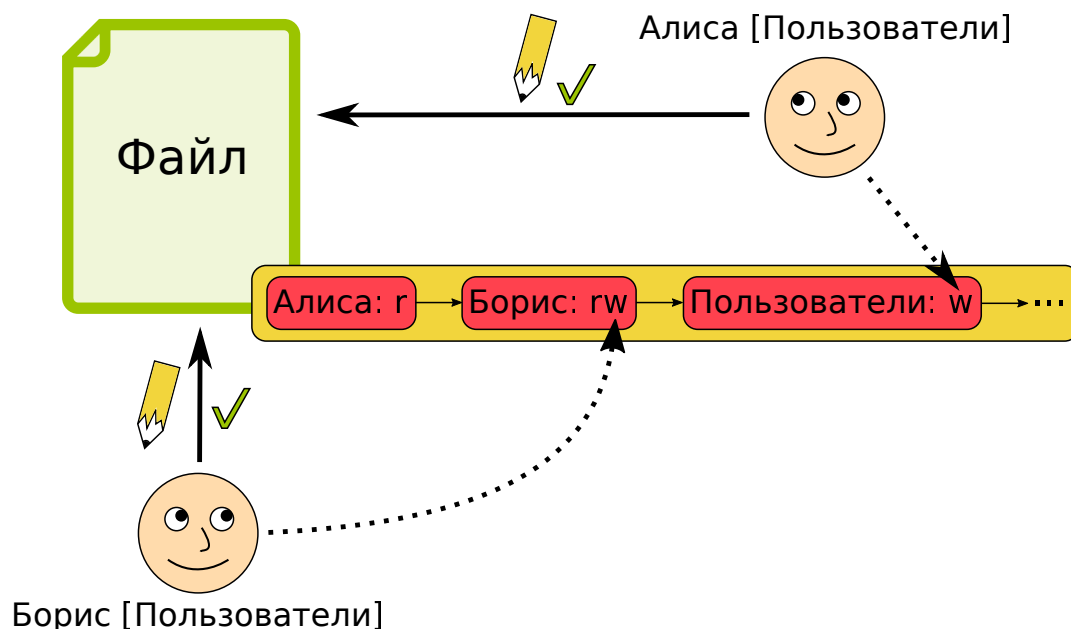 Алиса [Пользователи]
Файл
Алиса: r
Борис: rw
Пользователи: w
...
Борис [Пользователи]